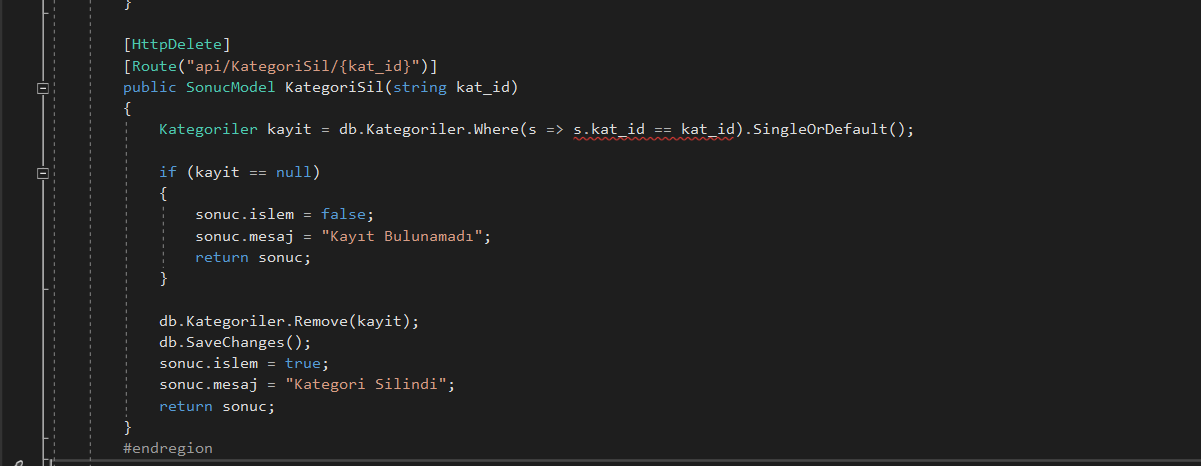 }
[HttpDelete]
[Route("api/KategoriSil/{kat_id}")]
public SonucModel KategoriSil(string kat_id)
{
Kategoriler kayit = db.Kategoriler.Where(s => s.kat_id == kat_id).SingleOrDefault();
if (kayit == null)
{
sonuc.islem = false;
sonuc.mesaj = "Kayıt Bulunamadı";
return sonuc;
}
db.Kategoriler.Remove(kayit);
db.SaveChanges();
sonuc.islem = true;
sonuc.mesaj = "Kategori Silindi";
return sonuc;
}
#endregion